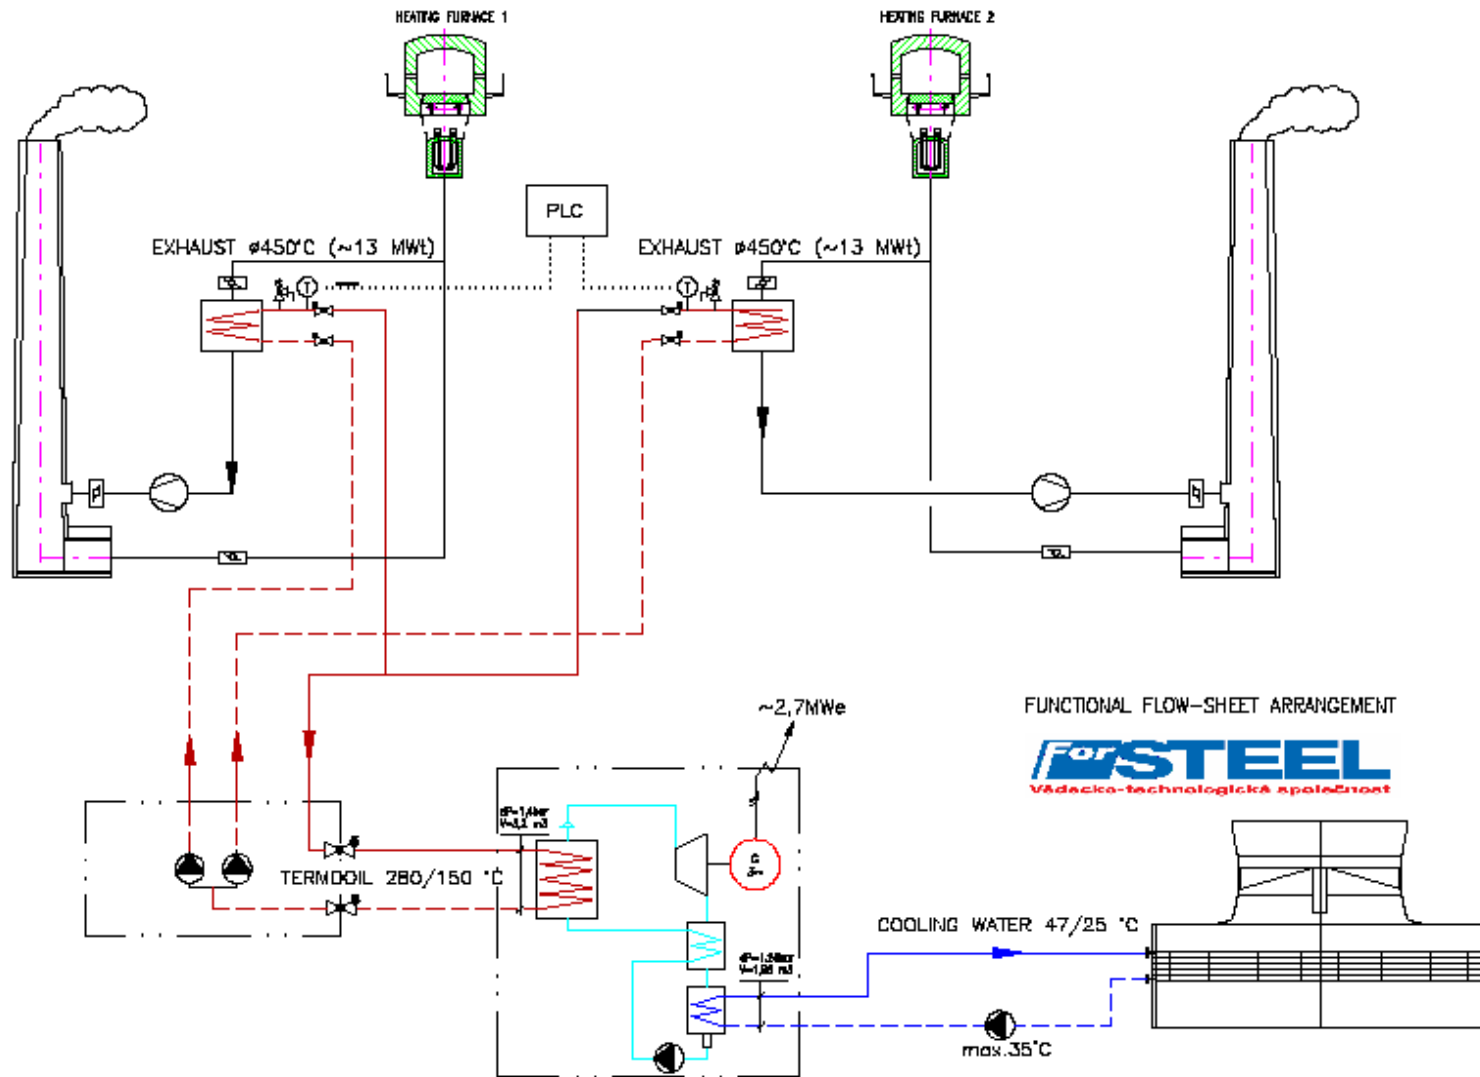 HEATING FURNACE 1
HEATING FURNACE 2
PLC
EXHAUST ø450°C (~13 MWt)
EXHAUST ø450°C (~13 MWt)
T
T
~2,7MWe
FUNCTIONAL FLOW-SHEET ARRANGEMENT
ForSTEEL
Vědecko-technologická společnost
TERMOOIL 280/150 °C
G
3~
COOLING WATER 47/25 °C
max.35°C